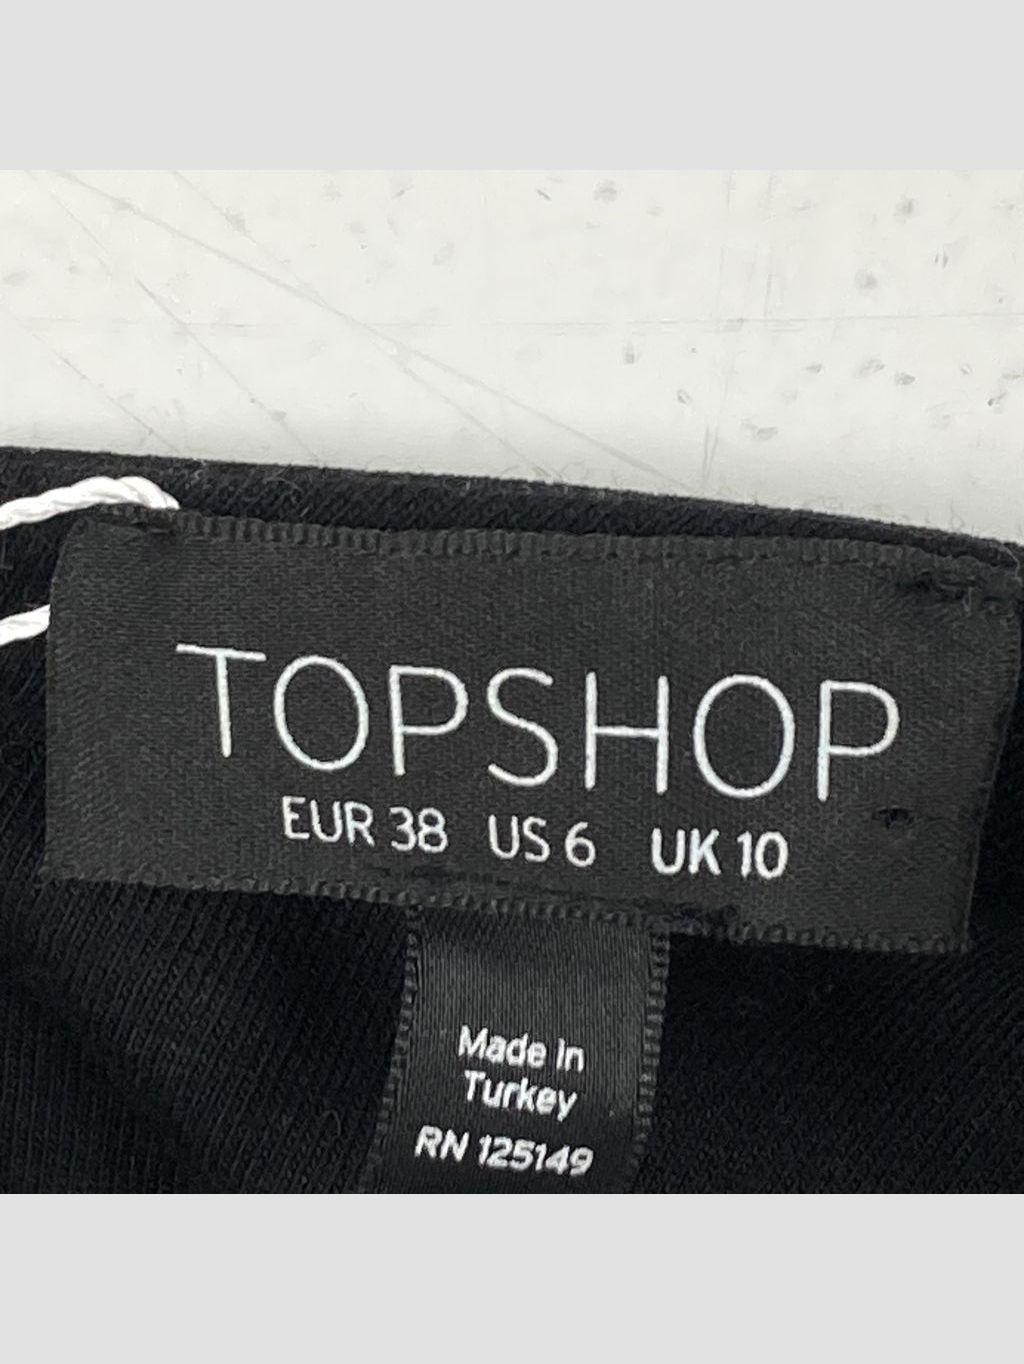 TOPSHOP
EUR 38 US 6 UK 10
Made in
Turkey
RN 125149